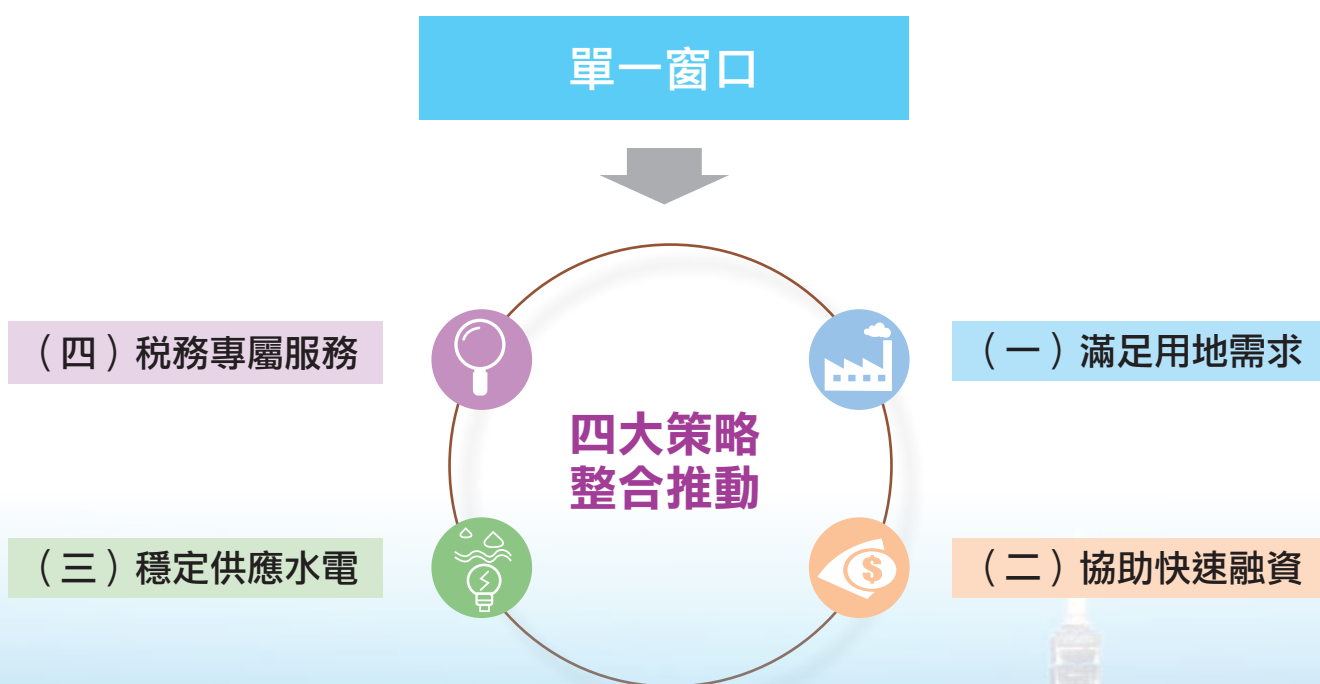 單一窗口
（四）稅務專屬服務
（一）滿足用地需求
四大策略
整合推動
（三）穩定供應水電
（二）協助快速融資
$